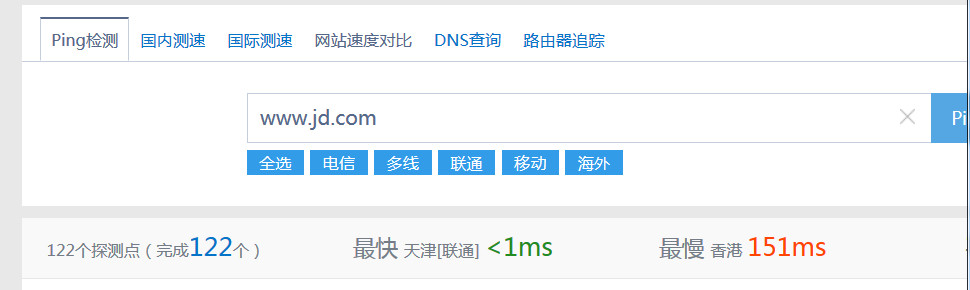 Ping检测 国内测速 国际测速 网站速度对比 DNS查询 路由器追踪
www.jd.com × Pi
全选 电信 多线 联通 移动 海外
122个探测点（完成122个） 最快 天津[联通] <1ms 最慢 香港 151ms